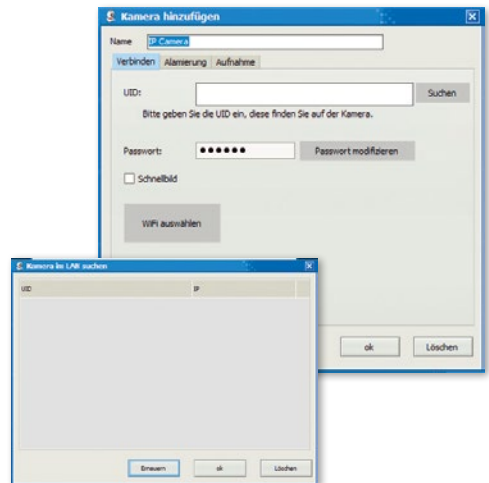 Kamera hinzufügen
Name IP Camera
Verbinden Alarmierung Aufnahme
UID: Suchen
Bitte geben Sie die UID ein, diese finden Sie auf der Kamera.
Passwort: ●●●●●● Passwort modifizieren
Schnellbild
WiFi auswählen
ok Löschen
Kamera im LAN suchen
UID IP
Erneuern ok Löschen